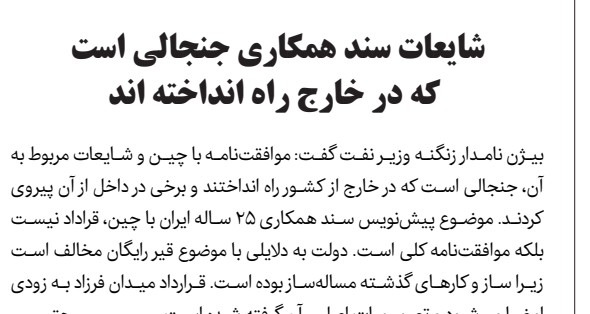 شایعات سند همکاری جنجالی است
که در خارج راه انداخته اند
بیژن نامدار زنگنه وزیر نفت گفت: موافقت‌نامه با چین و شایعات مربوط به
آن، جنجالی است که در خارج از کشور راه انداختند و برخی در داخل از آن پیروی
کردند. موضوع پیش‌نویس سند همکاری ۲۵ ساله ایران با چین، قراداد نیست
بلکه موافقت‌نامه کلی است. دولت به دلایلی با موضوع قیر رایگان مخالف است
زیرا ساز و کارهای گذشته مساله‌ساز بوده است. قرارداد میدان فرزاد به زودی